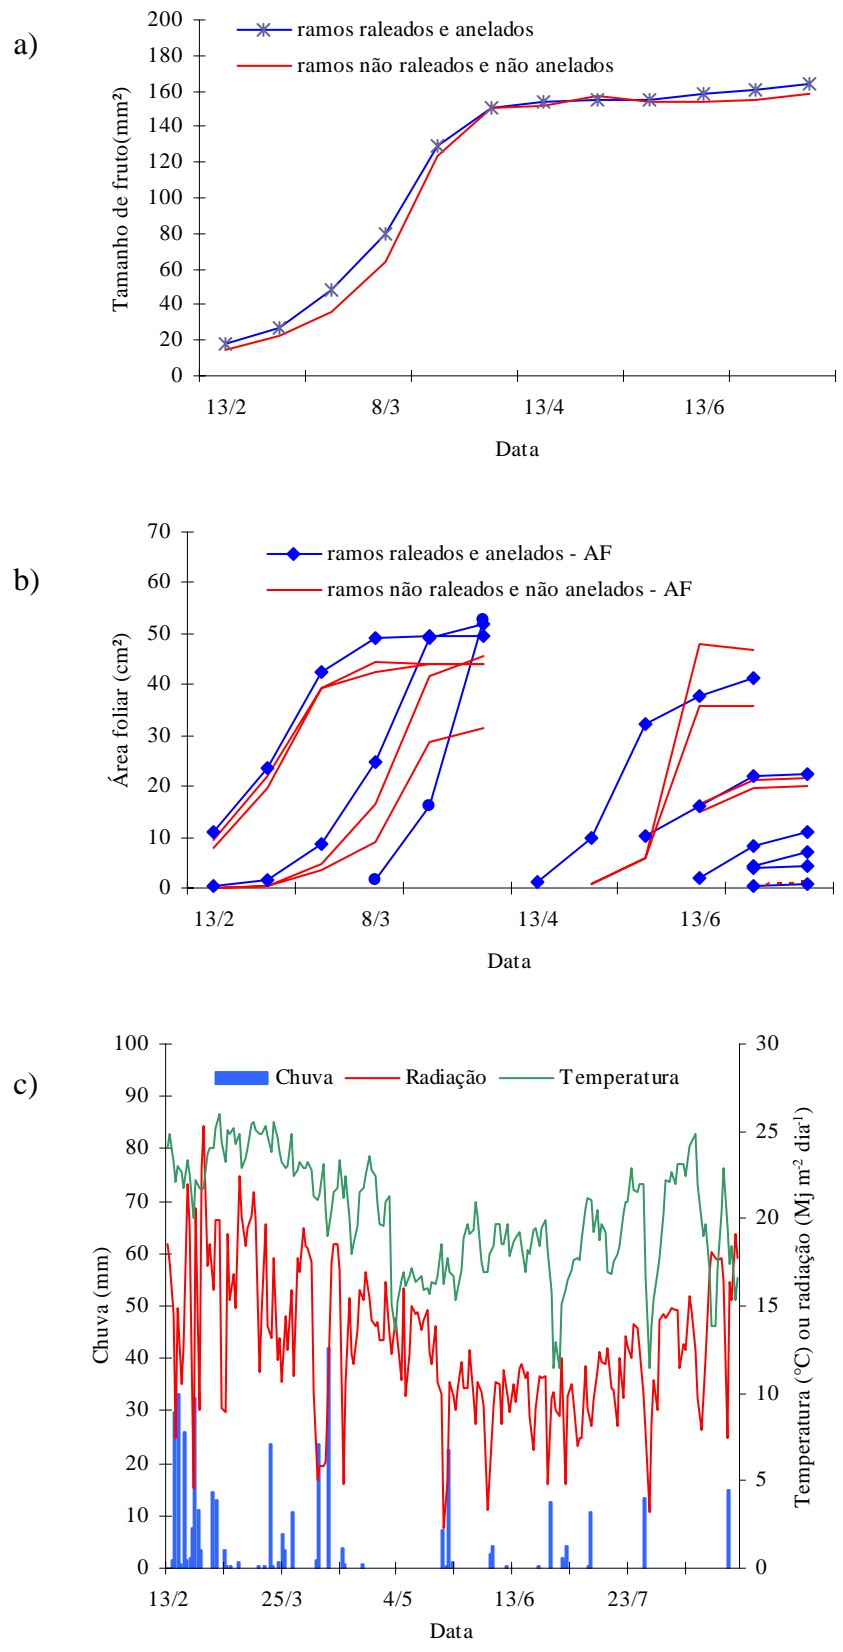 a)
200
180
160
140
120
100
80
60
40
20
0
Tamanho de fruto(mm²)
ramos raleados e anelados
ramos não raleados e não anelados
13/2 8/3 13/4 13/6
Data
b)
70
60
50
40
30
20
10
0
Área foliar (cm²)
ramos raleados e anelados - AF
ramos não raleados e não anelados - AF
13/2 8/3 13/4 13/6
Data
c)
100
90
80
70
60
50
40
30
20
10
0
Chuva (mm)
Chuva Radiação Temperatura
30
25
20
15
10
5
0
Temperatura (°C) ou radiação (Mj m⁻² dia⁻¹)
13/2 25/3 4/5 13/6 23/7
Data